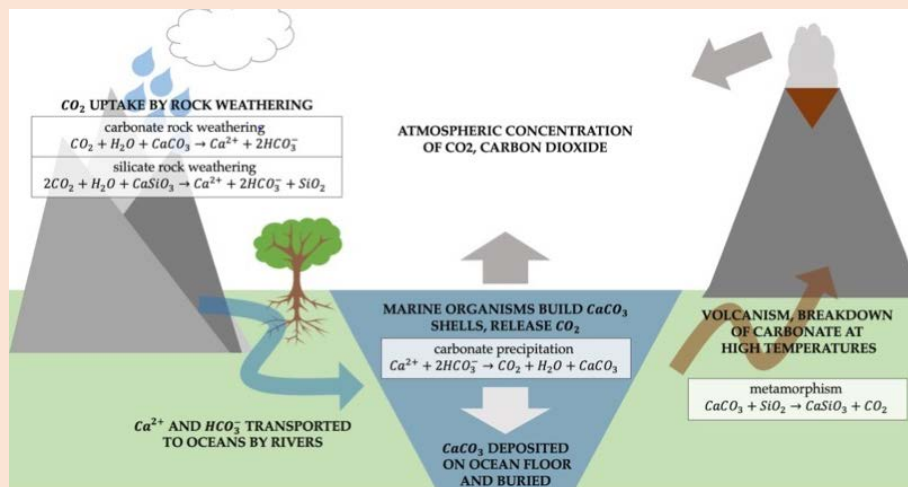 CO₂ UPTAKE BY ROCK WEATHERING
carbonate rock weathering
CO₂ + H₂O + CaCO₃ → Ca²⁺ + 2HCO₃⁻
silicate rock weathering
2CO₂ + H₂O + CaSiO₃ → Ca²⁺ + 2HCO₃⁻ + SiO₂
ATMOSPHERIC CONCENTRATION
OF CO2, CARBON DIOXIDE
MARINE ORGANISMS BUILD CaCO₃
SHELLS, RELEASE CO₂
carbonate precipitation
Ca²⁺ + 2HCO₃⁻ → CO₂ + H₂O + CaCO₃
VOLCANISM, BREAKDOWN
OF CARBONATE AT
HIGH TEMPERATURES
metamorphism
CaCO₃ + SiO₂ → CaSiO₃ + CO₂
Ca²⁺ AND HCO₃⁻ TRANSPORTED
TO OCEANS BY RIVERS
CaCO₃ DEPOSITED
ON OCEAN FLOOR
AND BURIED